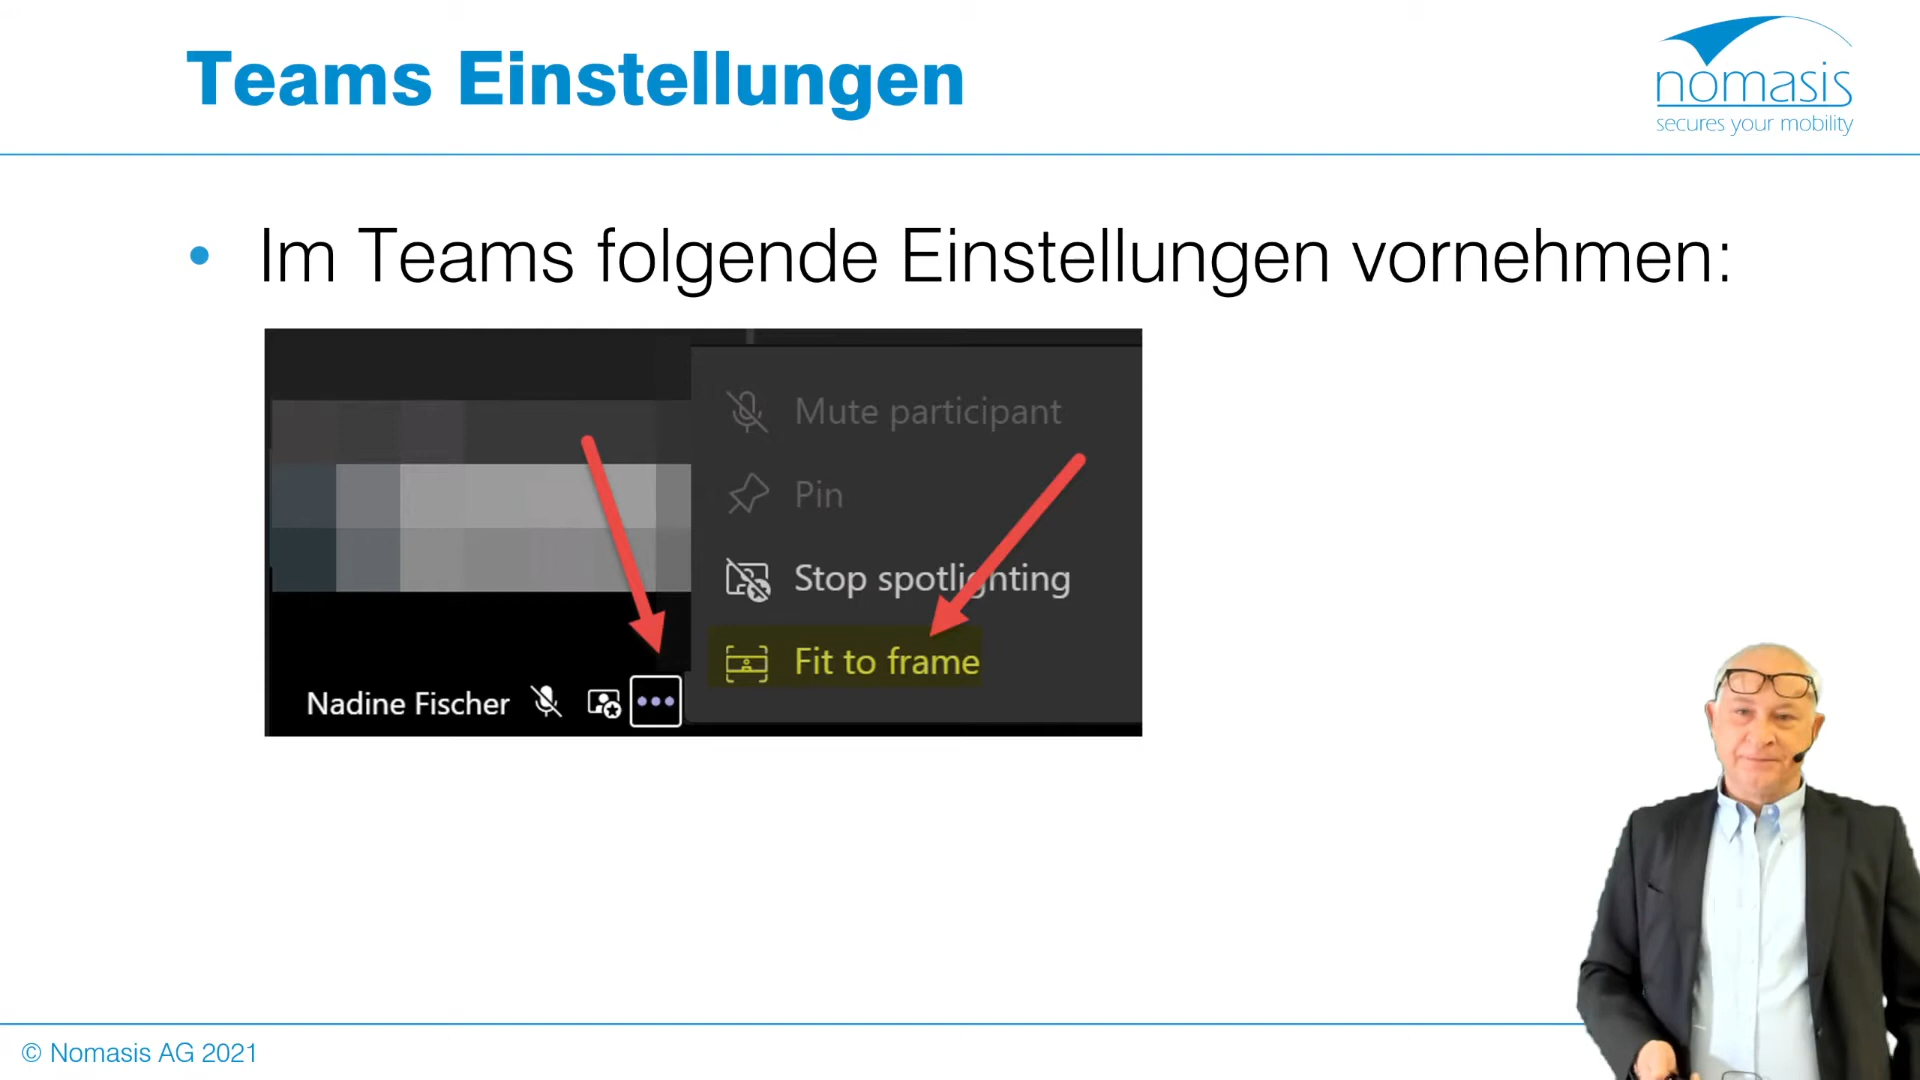 Teams Einstellungen
nomasis
secures your mobility
• Im Teams folgende Einstellungen vornehmen:
Mute participant
Pin
Stop spotlighting
Fit to frame
Nadine Fischer
© Nomasis AG 2021